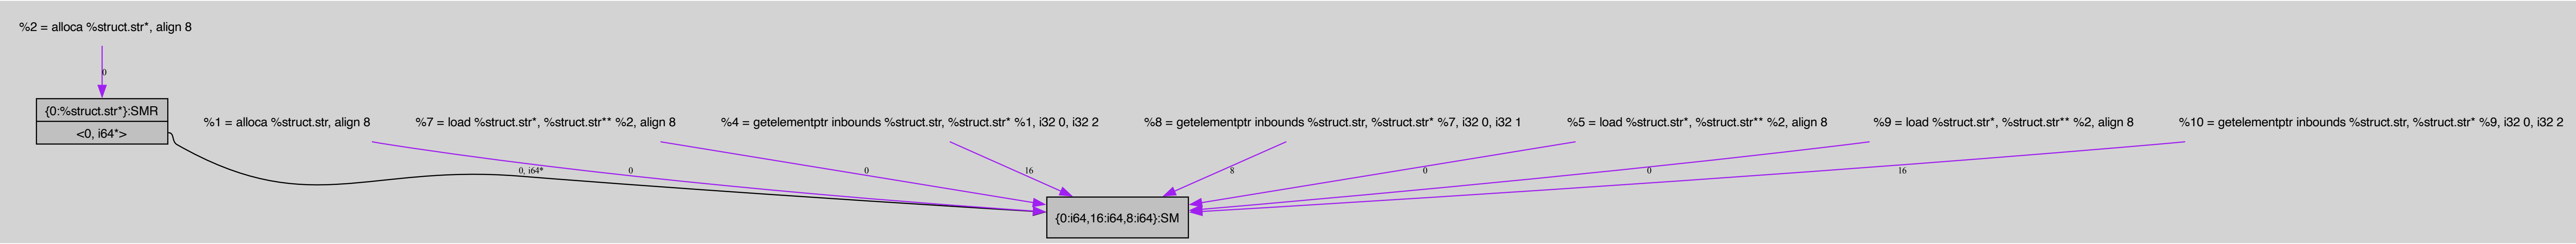 %2 = alloca %struct.str*, align 8
0
{0:%struct.str*}:SMR
<0, i64*>
%1 = alloca %struct.str, align 8
%7 = load %struct.str*, %struct.str** %2, align 8
%4 = getelementptr inbounds %struct.str, %struct.str* %1, i32 0, i32 2
%8 = getelementptr inbounds %struct.str, %struct.str* %7, i32 0, i32 1
%5 = load %struct.str*, %struct.str** %2, align 8
%9 = load %struct.str*, %struct.str** %2, align 8
%10 = getelementptr inbounds %struct.str, %struct.str* %9, i32 0, i32 2
0, i64*
0
0
16
8
0
0
16
{0:i64,16:i64,8:i64}:SM